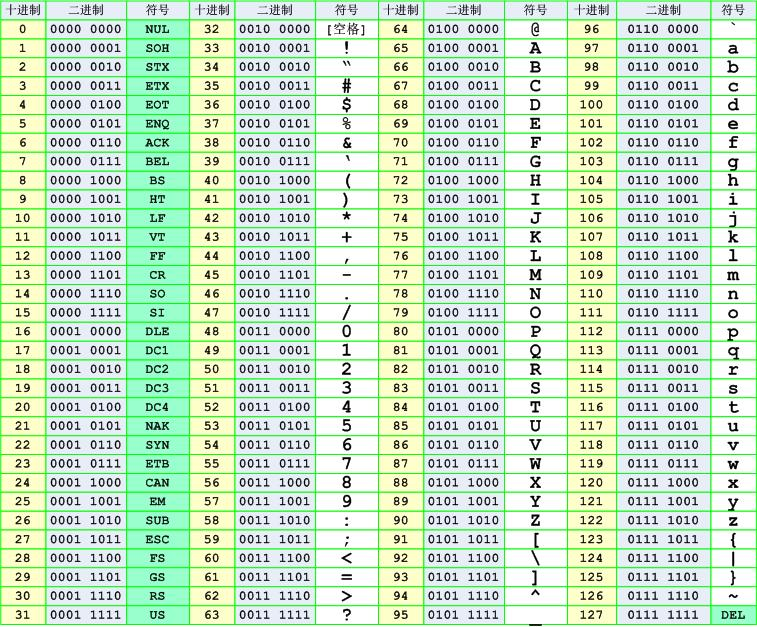 十进制 二进制 符号 十进制 二进制 符号 十进制 二进制 符号 十进制 二进制 符号
0 0000 0000 NUL 32 0010 0000 [空格] 64 0100 0000 @ 96 0110 0000 `
1 0000 0001 SOH 33 0010 0001 ! 65 0100 0001 A 97 0110 0001 a
2 0000 0010 STX 34 0010 0010 " 66 0100 0010 B 98 0110 0010 b
3 0000 0011 ETX 35 0010 0011 # 67 0100 0011 C 99 0110 0011 c
4 0000 0100 EOT 36 0010 0100 $ 68 0100 0100 D 100 0110 0100 d
5 0000 0101 ENQ 37 0010 0101 % 69 0100 0101 E 101 0110 0101 e
6 0000 0110 ACK 38 0010 0110 & 70 0100 0110 F 102 0110 0110 f
7 0000 0111 BEL 39 0010 0111 ` 71 0100 0111 G 103 0110 0111 g
8 0000 1000 BS 40 0010 1000 ( 72 0100 1000 H 104 0110 1000 h
9 0000 1001 HT 41 0010 1001 ) 73 0100 1001 I 105 0110 1001 i
10 0000 1010 LF 42 0010 1010 * 74 0100 1010 J 106 0110 1010 j
11 0000 1011 VT 43 0010 1011 + 75 0100 1011 K 107 0110 1011 k
12 0000 1100 FF 44 0010 1100 , 76 0100 1100 L 108 0110 1100 l
13 0000 1101 CR 45 0010 1101 - 77 0100 1101 M 109 0110 1101 m
14 0000 1110 SO 46 0010 1110 . 78 0100 1110 N 110 0110 1110 n
15 0000 1111 SI 47 0010 1111 / 79 0100 1111 O 111 0110 1111 o
16 0001 0000 DLE 48 0011 0000 0 80 0101 0000 P 112 0111 0000 p
17 0001 0001 DC1 49 0011 0001 1 81 0101 0001 Q 113 0111 0001 q
18 0001 0010 DC2 50 0011 0010 2 82 0101 0010 R 114 0111 0010 r
19 0001 0011 DC3 51 0011 0011 3 83 0101 0011 S 115 0111 0011 s
20 0001 0100 DC4 52 0011 0100 4 84 0101 0100 T 116 0111 0100 t
21 0001 0101 NAK 53 0011 0101 5 85 0101 0101 U 117 0111 0101 u
22 0001 0110 SYN 54 0011 0110 6 86 0101 0110 V 118 0111 0110 v
23 0001 0111 ETB 55 0011 0111 7 87 0101 0111 W 119 0111 0111 w
24 0001 1000 CAN 56 0011 1000 8 88 0101 1000 X 120 0111 1000 x
25 0001 1001 EM 57 0011 1001 9 89 0101 1001 Y 121 0111 1001 y
26 0001 1010 SUB 58 0011 1010 : 90 0101 1010 Z 122 0111 1010 z
27 0001 1011 ESC 59 0011 1011 ; 91 0101 1011 [ 123 0111 1011 {
28 0001 1100 FS 60 0011 1100 < 92 0101 1100 \ 124 0111 1100 |
29 0001 1101 GS 61 0011 1101 = 93 0101 1101 ] 125 0111 1101 }
30 0001 1110 RS 62 0011 1110 > 94 0101 1110 ^ 126 0111 1110 ~
31 0001 1111 US 63 0011 1111 ? 95 0101 1111 _ 127 0111 1111 DEL